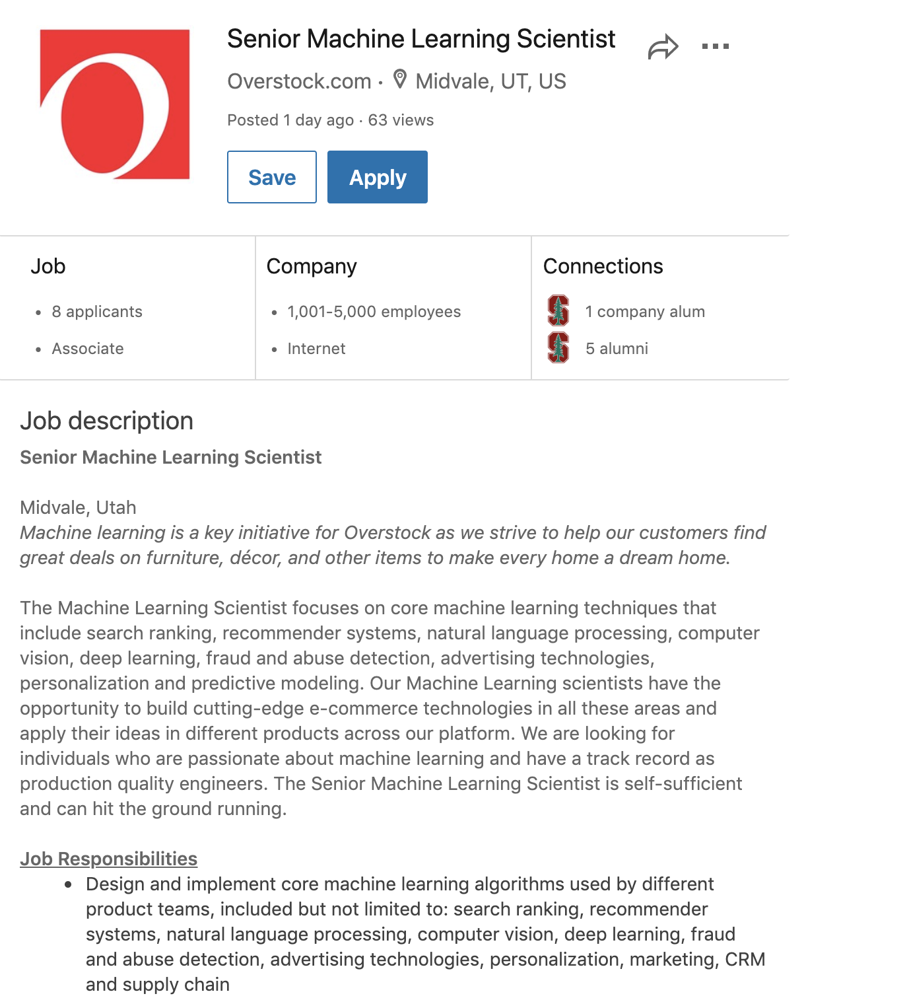 Senior Machine Learning Scientist
Overstock.com · Midvale, UT, US
Posted 1 day ago · 63 views
Save
Apply
Job
• 8 applicants
• Associate
Company
• 1,001-5,000 employees
• Internet
Connections
1 company alum
5 alumni
Job description
Senior Machine Learning Scientist
Midvale, Utah
Machine learning is a key initiative for Overstock as we strive to help our customers find
great deals on furniture, décor, and other items to make every home a dream home.
The Machine Learning Scientist focuses on core machine learning techniques that
include search ranking, recommender systems, natural language processing, computer
vision, deep learning, fraud and abuse detection, advertising technologies,
personalization and predictive modeling. Our Machine Learning scientists have the
opportunity to build cutting-edge e-commerce technologies in all these areas and
apply their ideas in different products across our platform. We are looking for
individuals who are passionate about machine learning and have a track record as
production quality engineers. The Senior Machine Learning Scientist is self-sufficient
and can hit the ground running.
Job Responsibilities
• Design and implement core machine learning algorithms used by different
product teams, included but not limited to: search ranking, recommender
systems, natural language processing, computer vision, deep learning, fraud
and abuse detection, advertising technologies, personalization, marketing, CRM
and supply chain